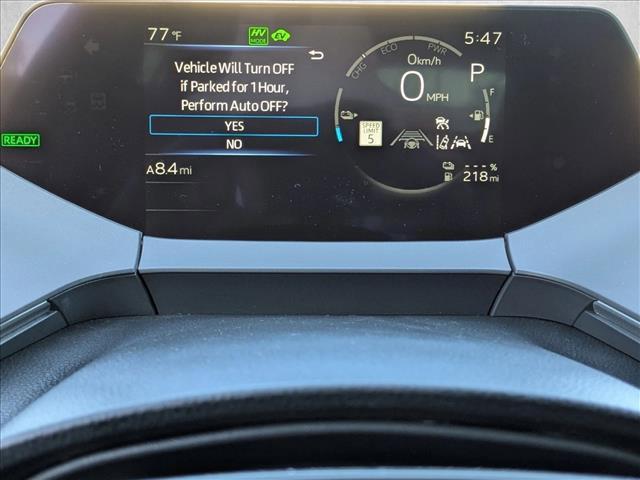 77°F
HV
MODE
EV
5:47
Vehicle Will Turn OFF
if Parked for 1 Hour,
Perform Auto OFF?
YES
NO
READY
A8.4mi
CHG
ECO
PWR
0km/h
0 MPH
P
F
E
SPEED
LIMIT
5
---%
218mi